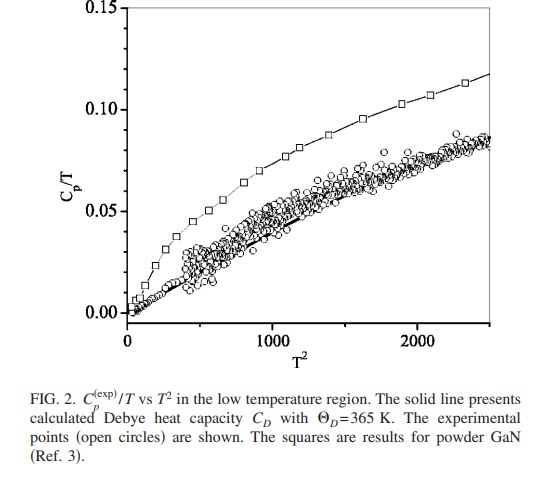 0.15
0.10
C_p/T
0.05
0.00
0 1000 2000
T²
FIG. 2. C_p^(exp)/T vs T² in the low temperature region. The solid line presents
calculated Debye heat capacity C_D with Θ_D=365 K. The experimental
points (open circles) are shown. The squares are results for powder GaN
(Ref. 3).